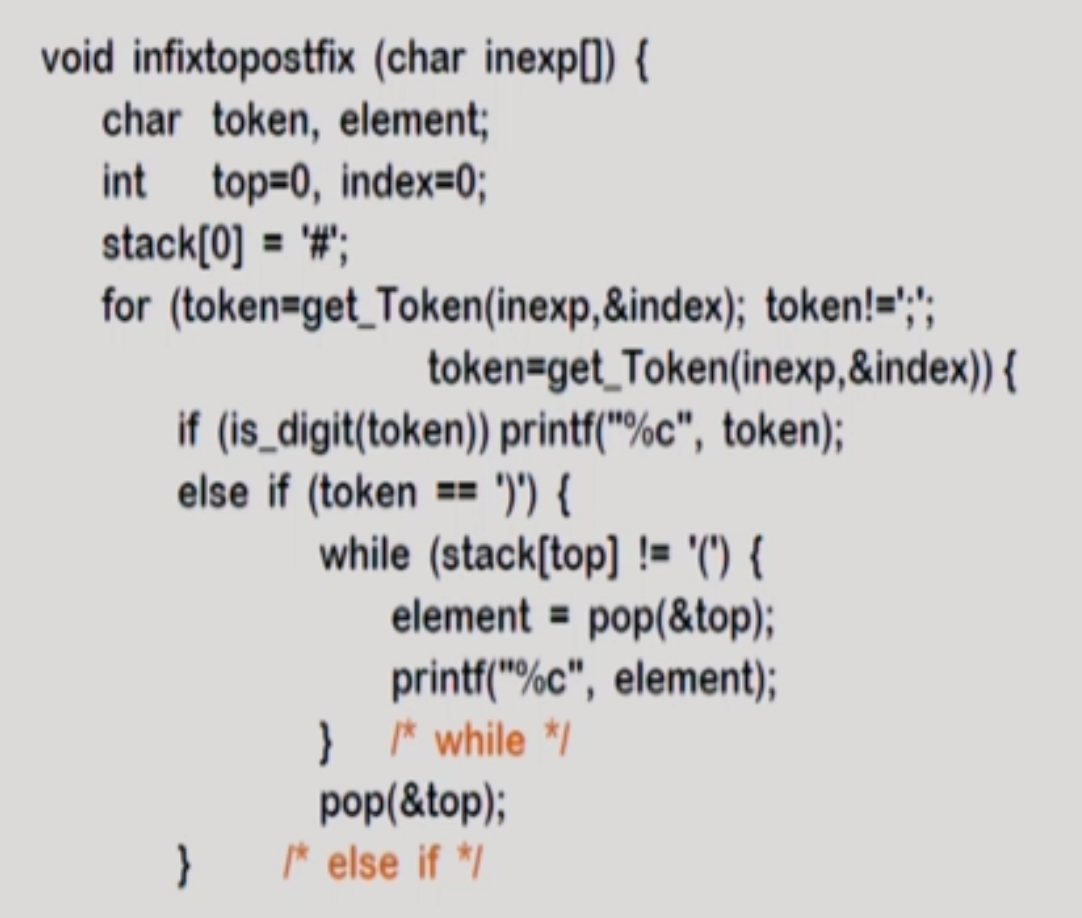 void infixtopostfix (char inexp[]) {
char token, element;
int top=0, index=0;
stack[0] = '#';
for (token=get_Token(inexp,&index); token!=';';
token=get_Token(inexp,&index)) {
if (is_digit(token)) printf("%c", token);
else if (token == ')') {
while (stack[top] != '(') {
element = pop(&top);
printf("%c", element);
} /* while */
pop(&top);
} /* else if */